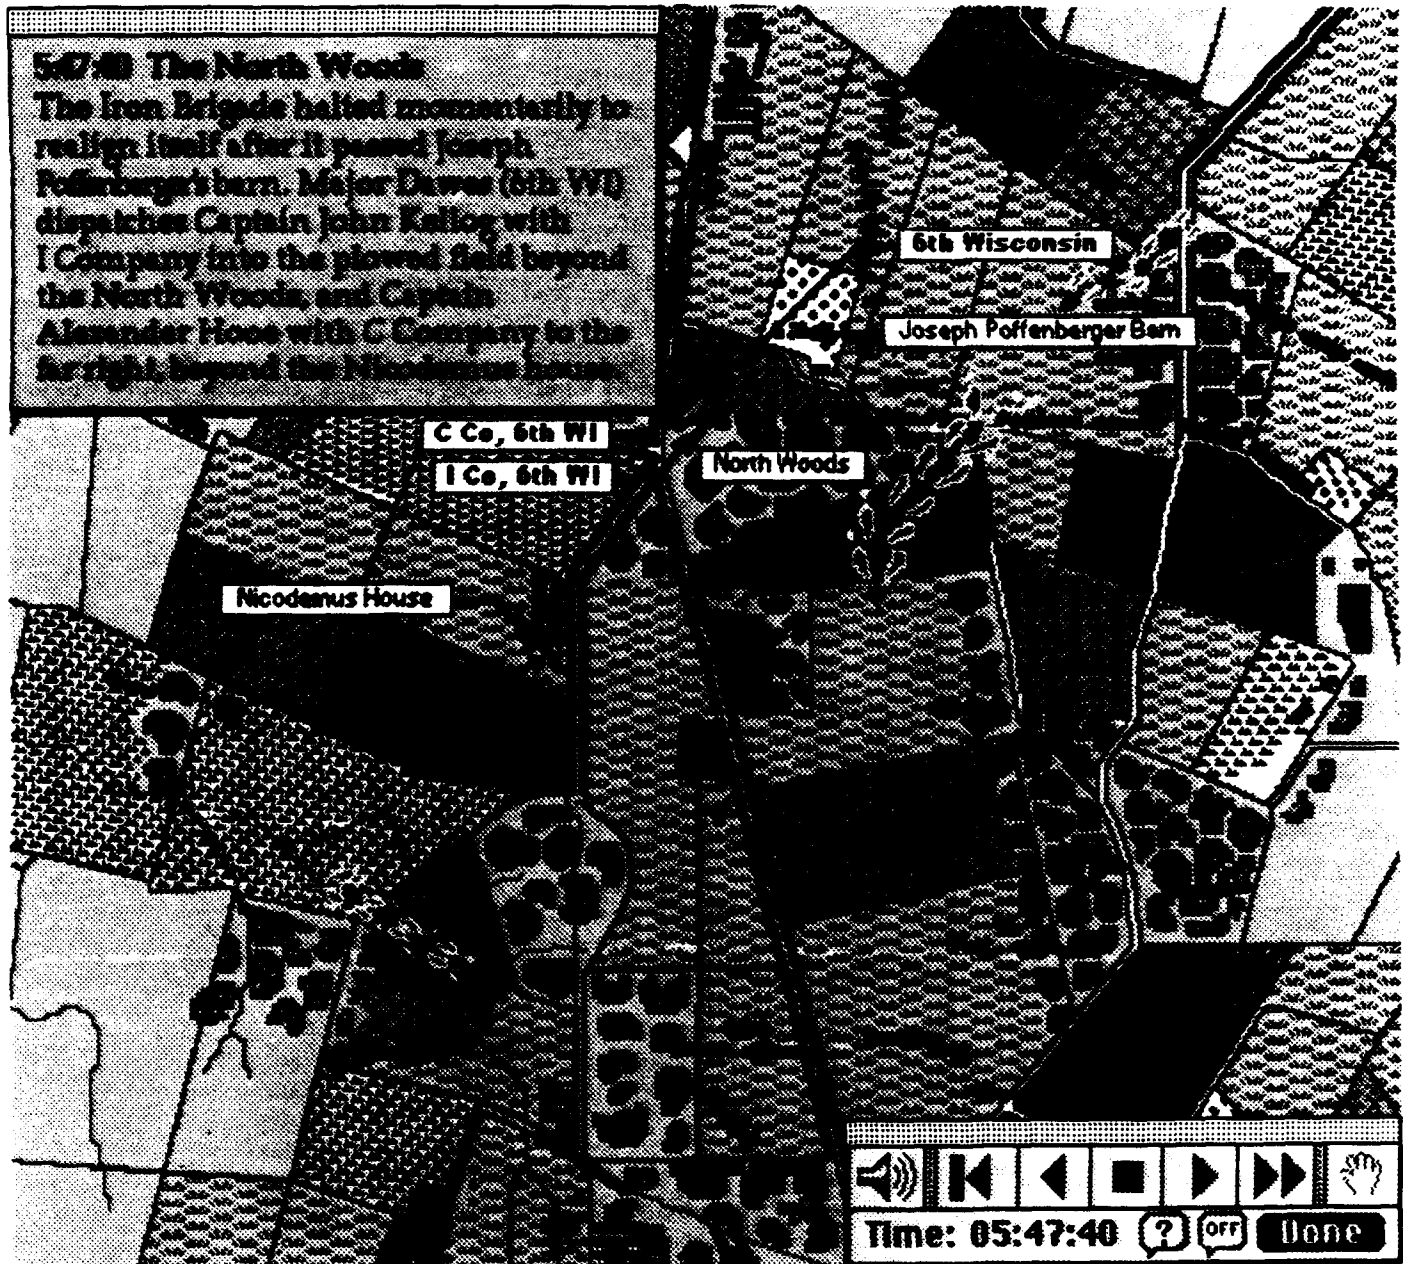 5:47:40 The North Woods
The Iron Brigade halted momentarily to
realign itself after it passed Joseph
Poffenberger's barn. Major Dawes (6th WI)
dispatches Captain John Kellog with
I Company into the plowed field beyond
the North Woods, and Captain
Alexander Hooe with C Company to the
far right, beyond the Nicodemus house.
6th Wisconsin
Joseph Poffenberger Barn
C Co, 6th WI
North Woods
I Co, 6th WI
Nicodemus House
Time: 05:47:40 ? OFF Done